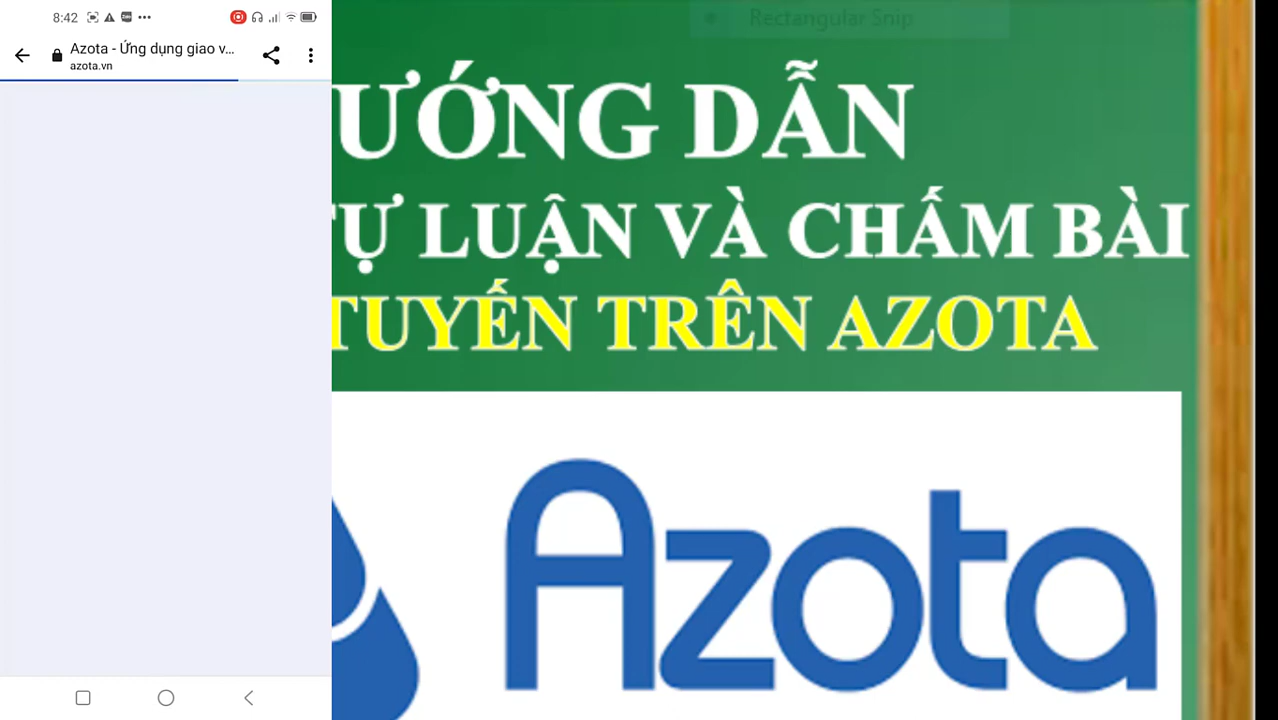 Rectangular Snip
8:42
Azota - Ứng dụng giao v...
azota.vn
ƯỚNG DẪN
TỰ LUẬN VÀ CHẤM BÀI
TUYẾN TRÊN AZOTA
Azota